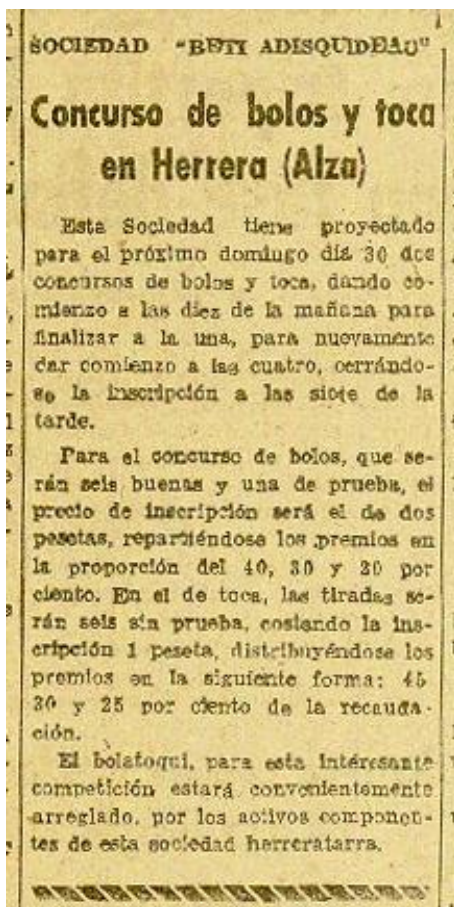 SOCIEDAD "BETI ADISQUIDEAU"
Concurso de bolos y toca
en Herrera (Alza)
Esta Sociedad tiene proyectado
para el próximo domingo día 30 dos
concursos de bolos y toca, dando co-
mienzo a las diez de la mañana para
finalizar a la una, para nuevamente
dar comienzo a las cuatro, cerrándo-
se la inscripción a las siete de la
tarde.
Para el concurso de bolos, que se-
rán seis buenas y una de prueba, el
precio de inscripción será el de dos
pesetas, repartiéndose los premios en
la proporción del 40, 30 y 20 por
ciento. En el de toca, las tiradas se-
rán seis sin prueba, costando la ins-
cripción 1 peseta, distribuyéndose los
premios en la siguiente forma: 45
30 y 25 por ciento de la recauda-
ción.
El bolatoqui, para esta interesante
competición estará convenientemente
arreglado, por los activos componen-
tes de esta sociedad herreratarra.